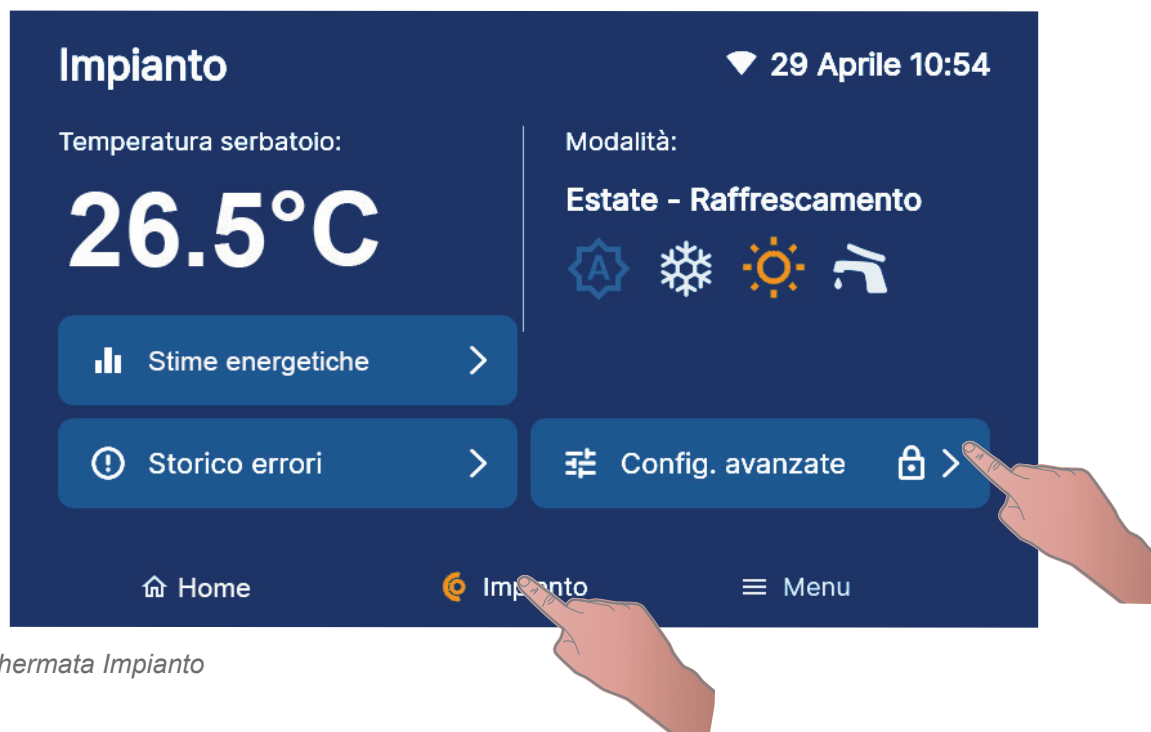 Impianto
29 Aprile 10:54
Temperatura serbatoio:
26.5°C
Modalità:
Estate - Raffrescamento
A
Stime energetiche
Storico errori
Config. avanzate
Home
Impianto
Menu
hermata Impianto